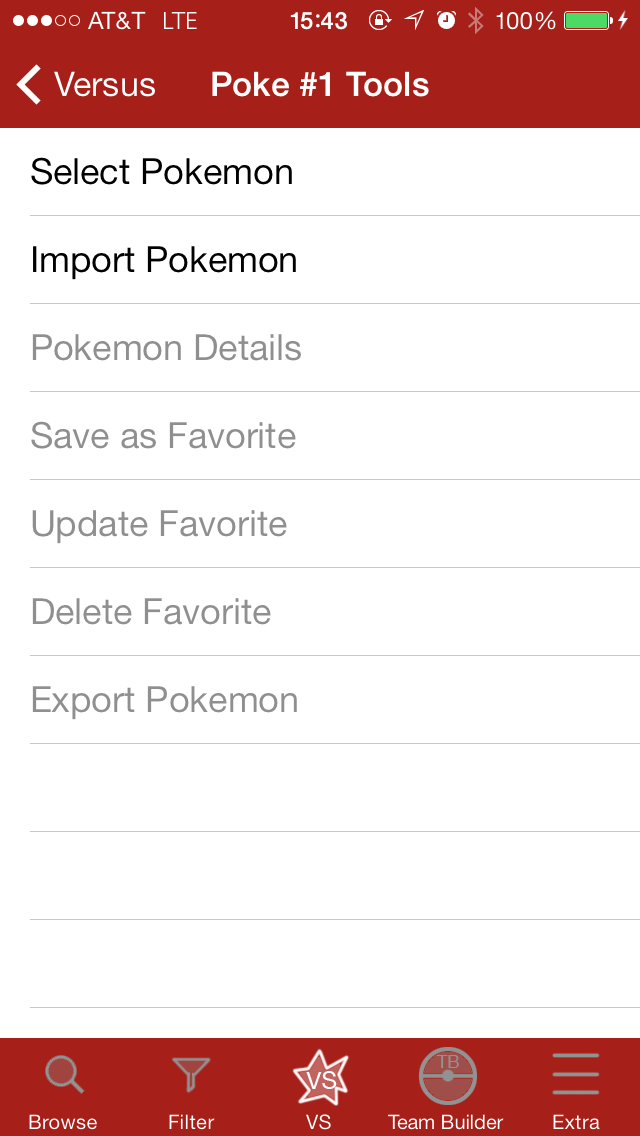 AT&T LTE 15:43 100%
Versus Poke #1 Tools
Select Pokemon
Import Pokemon
Pokemon Details
Save as Favorite
Update Favorite
Delete Favorite
Export Pokemon
VS TB
Browse Filter VS Team Builder Extra